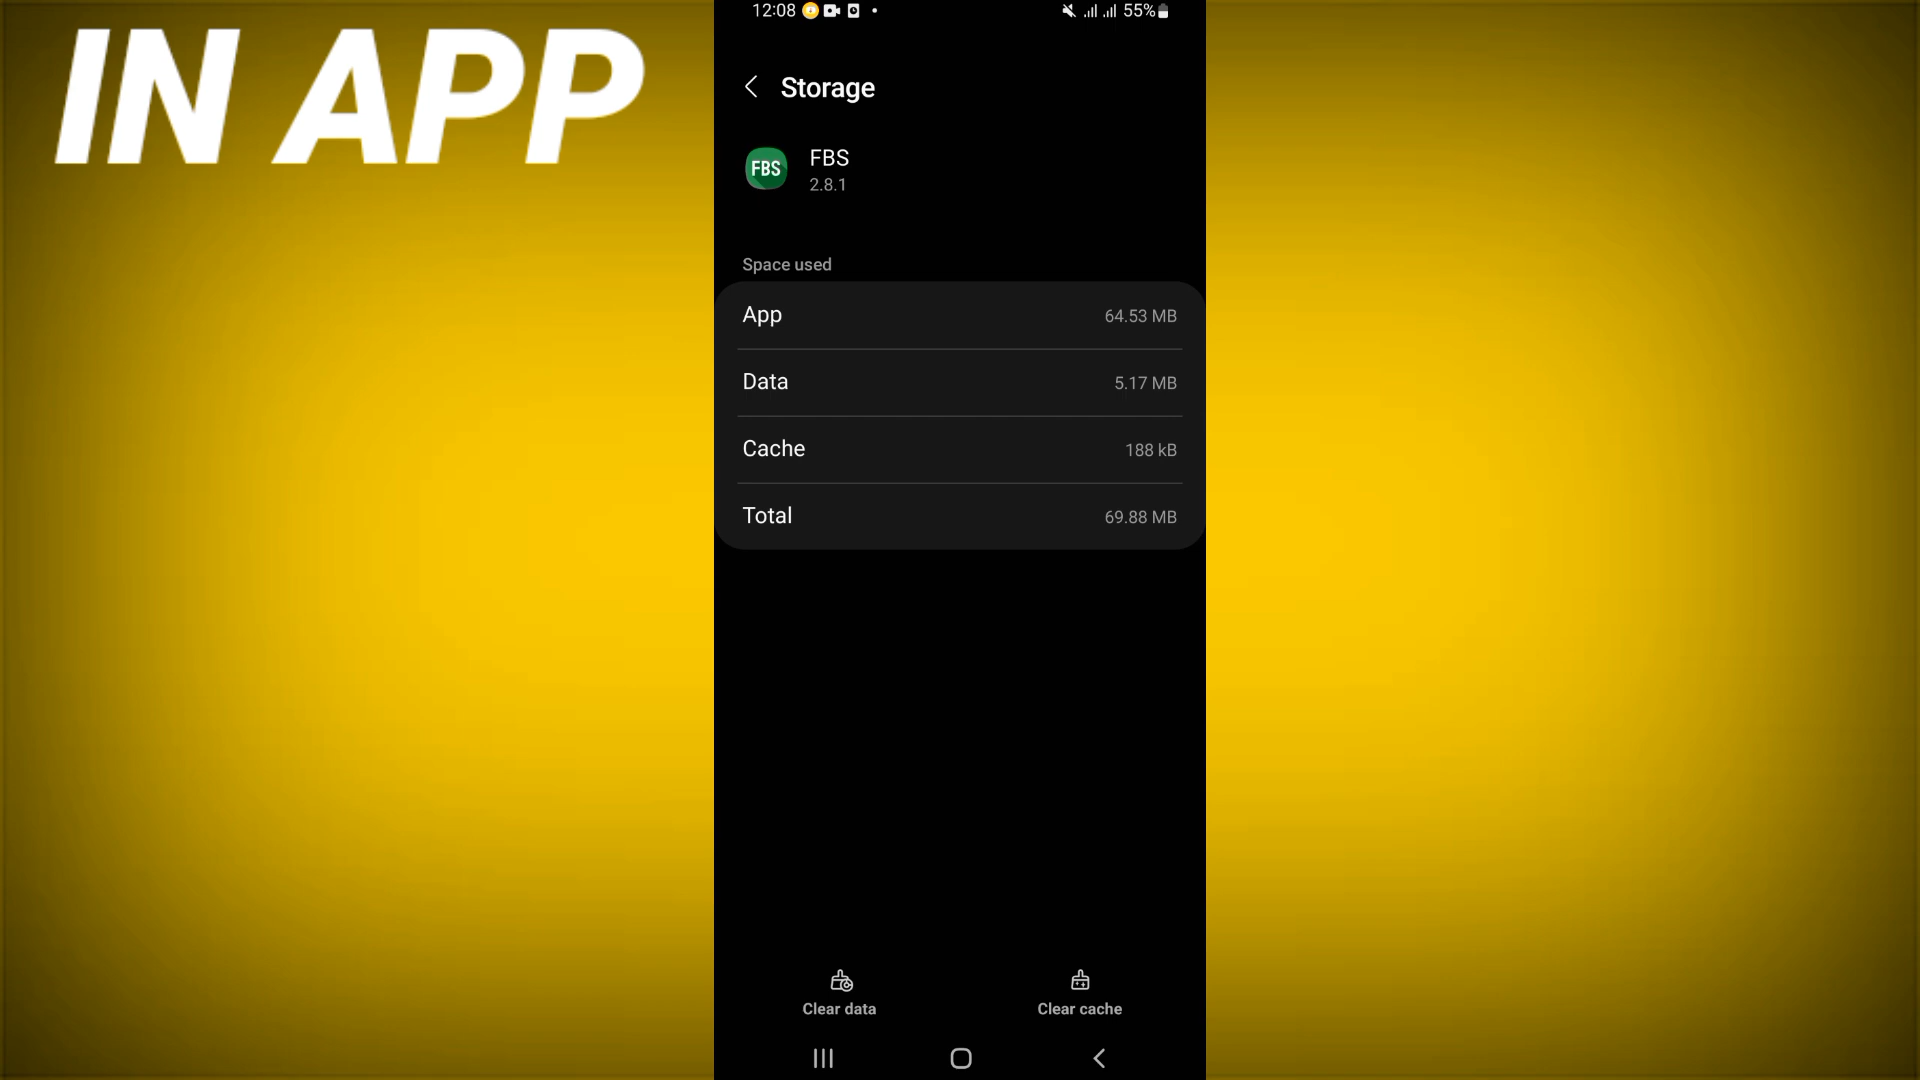 IN APP
12:08
55%
Storage
FBS
FBS
2.8.1
Space used
App 64.53 MB
Data 5.17 MB
Cache 188 kB
Total 69.88 MB
Clear data
Clear cache